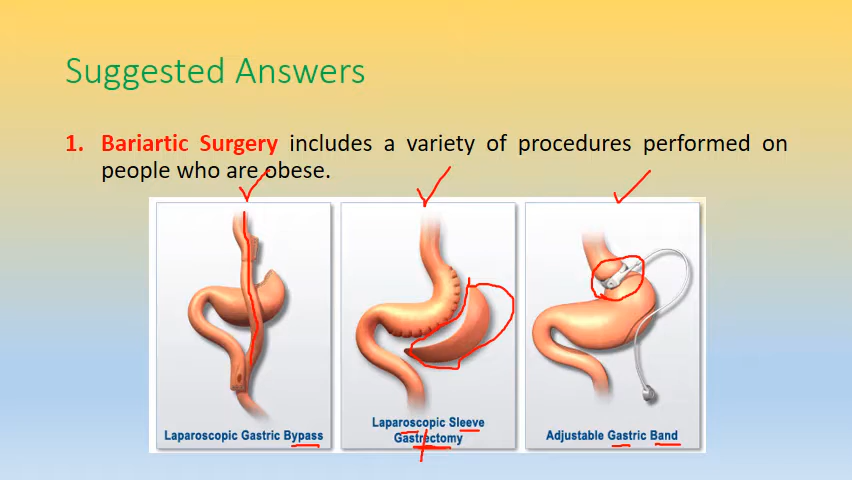 Suggested Answers
1. Bariartic Surgery includes a variety of procedures performed on
people who are obese.
Laparoscopic Gastric Bypass
Laparoscopic Sleeve
Gastrectomy
Adjustable Gastric Band